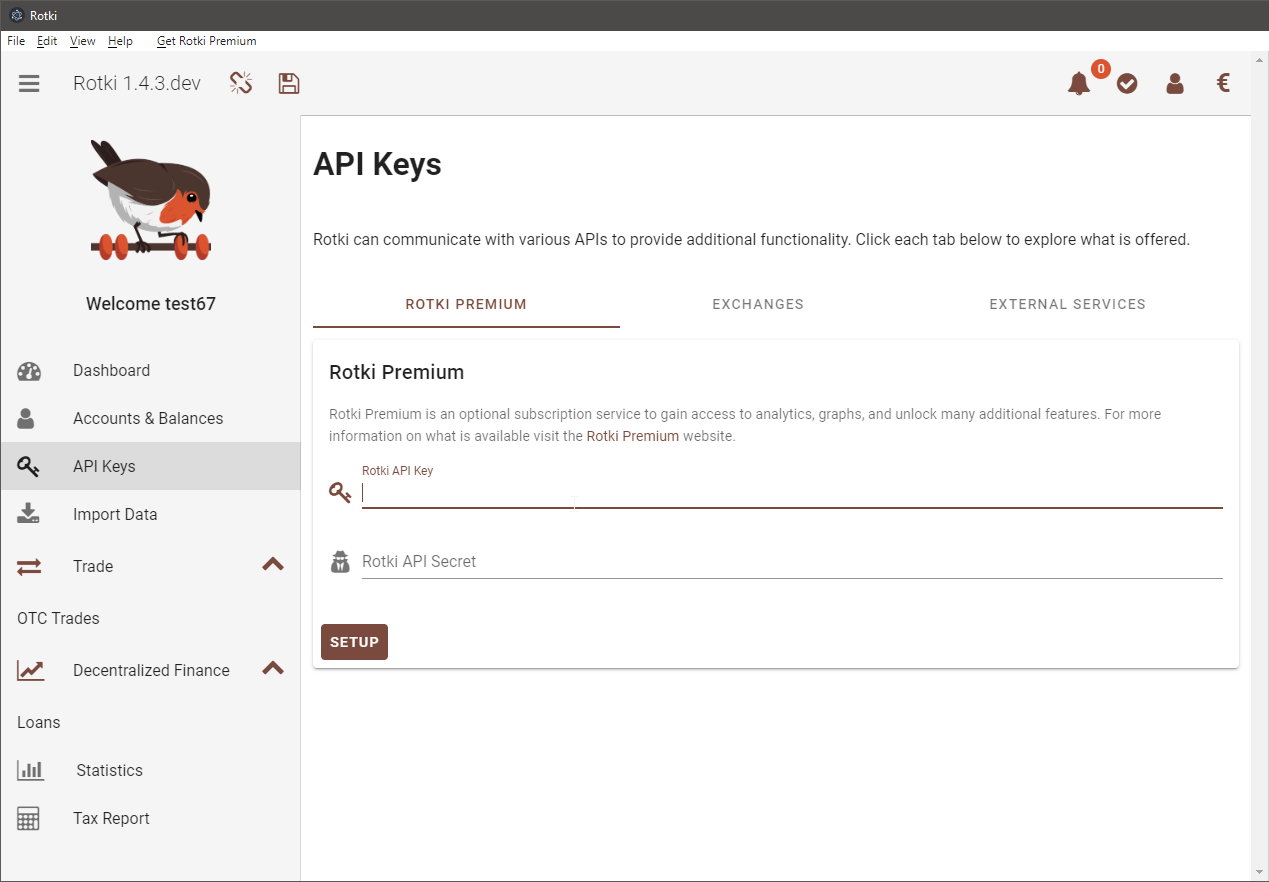 Rotki
File Edit View Help Get Rotki Premium
Rotki 1.4.3.dev
0
€
Welcome test67
Dashboard
Accounts & Balances
API Keys
Import Data
Trade
OTC Trades
Decentralized Finance
Loans
Statistics
Tax Report
API Keys
Rotki can communicate with various APIs to provide additional functionality. Click each tab below to explore what is offered.
ROTKI PREMIUM EXCHANGES EXTERNAL SERVICES
Rotki Premium
Rotki Premium is an optional subscription service to gain access to analytics, graphs, and unlock many additional features. For more
information on what is available visit the Rotki Premium website.
Rotki API Key
Rotki API Secret
SETUP